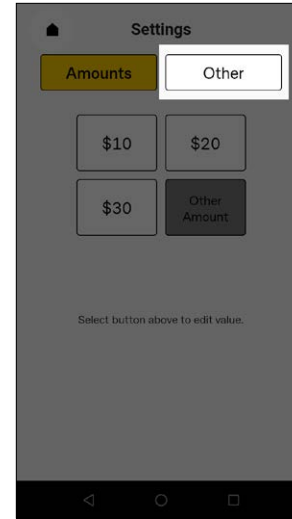 Settings
Amounts Other
$10 $20
$30 Other
Amount
Select button above to edit value.